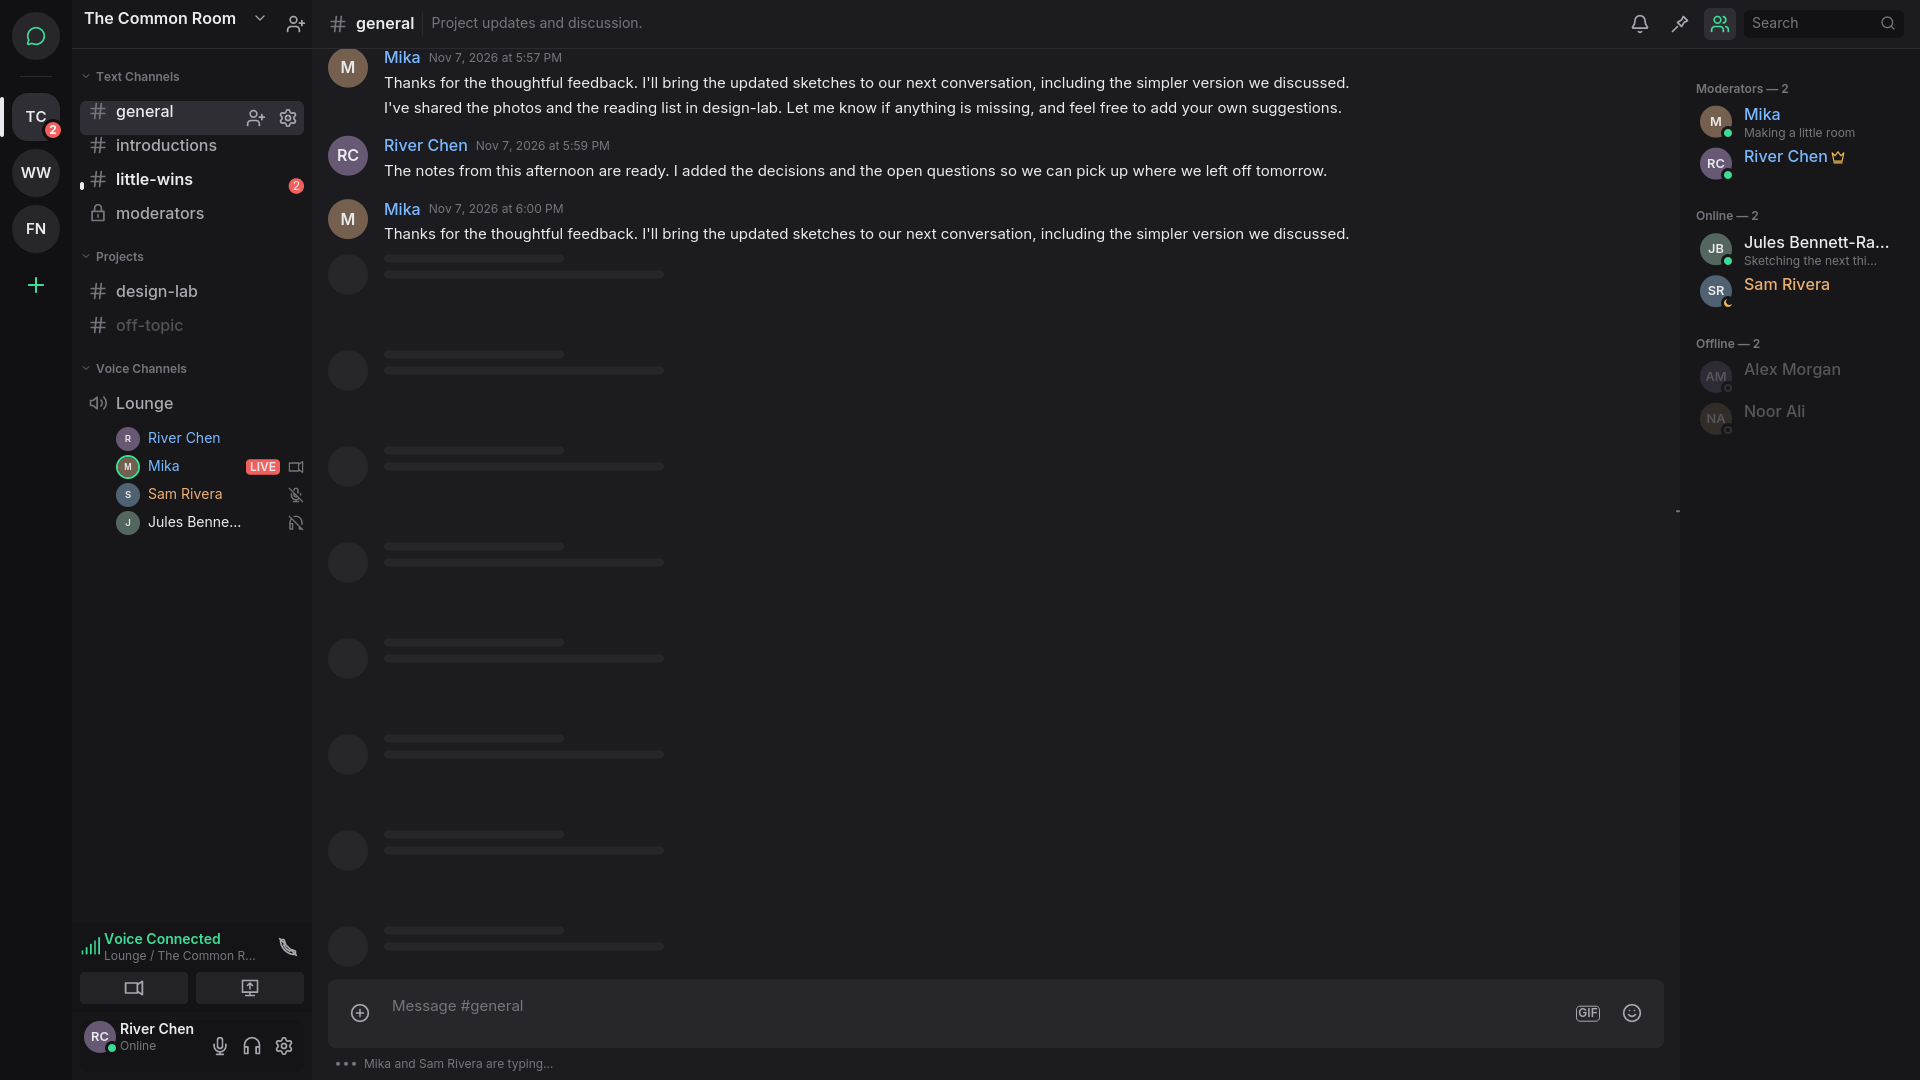 The Common Room
general
Project updates and discussion.
Search
TC
2
WW
FN
Text Channels
general
introductions
little-wins
2
moderators
Projects
design-lab
off-topic
Voice Channels
Lounge
R
River Chen
M
Mika
LIVE
S
Sam Rivera
J
Jules Benne...
Voice Connected
Lounge / The Common R...
RC
River Chen
Online
M
Mika
Nov 7, 2026 at 5:57 PM
Thanks for the thoughtful feedback. I'll bring the updated sketches to our next conversation, including the simpler version we discussed.
I've shared the photos and the reading list in design-lab. Let me know if anything is missing, and feel free to add your own suggestions.
RC
River Chen
Nov 7, 2026 at 5:59 PM
The notes from this afternoon are ready. I added the decisions and the open questions so we can pick up where we left off tomorrow.
M
Mika
Nov 7, 2026 at 6:00 PM
Thanks for the thoughtful feedback. I'll bring the updated sketches to our next conversation, including the simpler version we discussed.
Message #general
GIF
Mika and Sam Rivera are typing...
Moderators — 2
M
Mika
Making a little room
RC
River Chen
Online — 2
JB
Jules Bennett-Ra...
Sketching the next thi...
SR
Sam Rivera
Offline — 2
AM
Alex Morgan
NA
Noor Ali